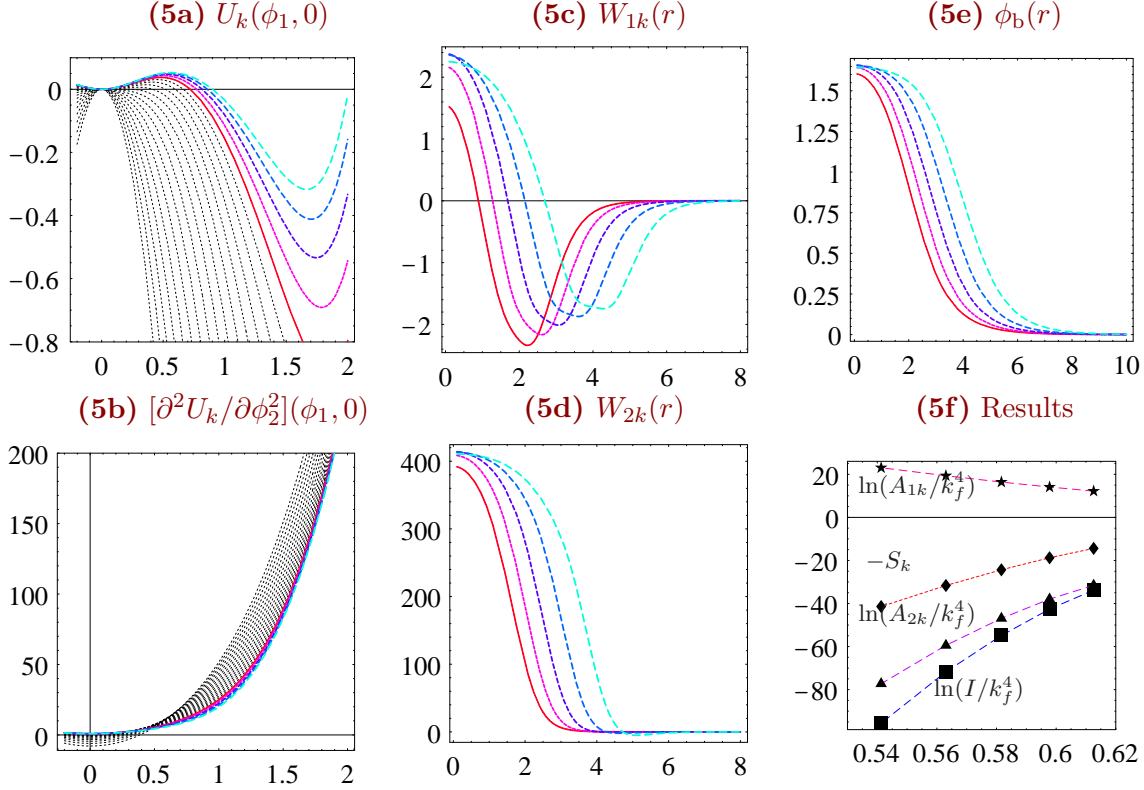 (5a) U_k(ϕ_1, 0)
0
−0.2
−0.4
−0.6
−0.8
0 0.5 1 1.5 2
(5c) W_{1k}(r)
2
1
0
−1
−2
0 2 4 6 8
(5e) ϕ_b(r)
1.5
1.25
1
0.75
0.5
0.25
0
0 2 4 6 8 10
(5b) [∂²U_k/∂ϕ_2²](ϕ_1, 0)
200
150
100
50
0
0 0.5 1 1.5 2
(5d) W_{2k}(r)
400
300
200
100
0
0 2 4 6 8
(5f) Results
20
0
−20
−40
−60
−80
ln(A_{1k}/k_f^4)
−S_k
ln(A_{2k}/k_f^4)
ln(I/k_f^4)
0.54 0.56 0.58 0.6 0.62